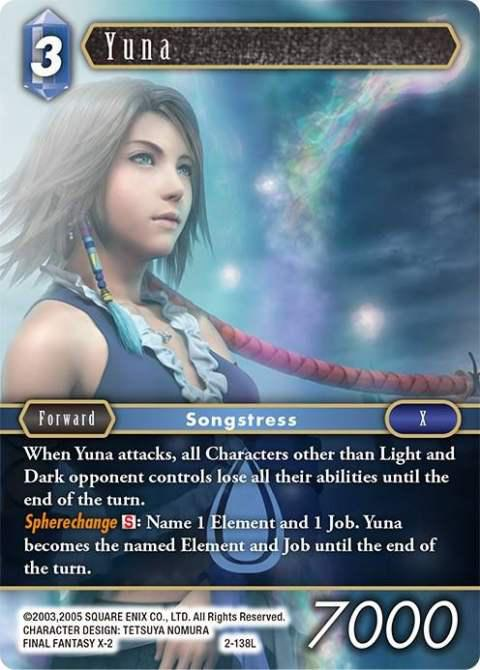 3
Yuna
Forward
Songstress
X
When Yuna attacks, all Characters other than Light and
Dark opponent controls lose all their abilities until the
end of the turn.
Spherechange S: Name 1 Element and 1 Job. Yuna
becomes the named Element and Job until the end of
the turn.
©2003,2005 SQUARE ENIX CO., LTD. All Rights Reserved.
CHARACTER DESIGN: TETSUYA NOMURA
FINAL FANTASY X-2
2-138L
7000